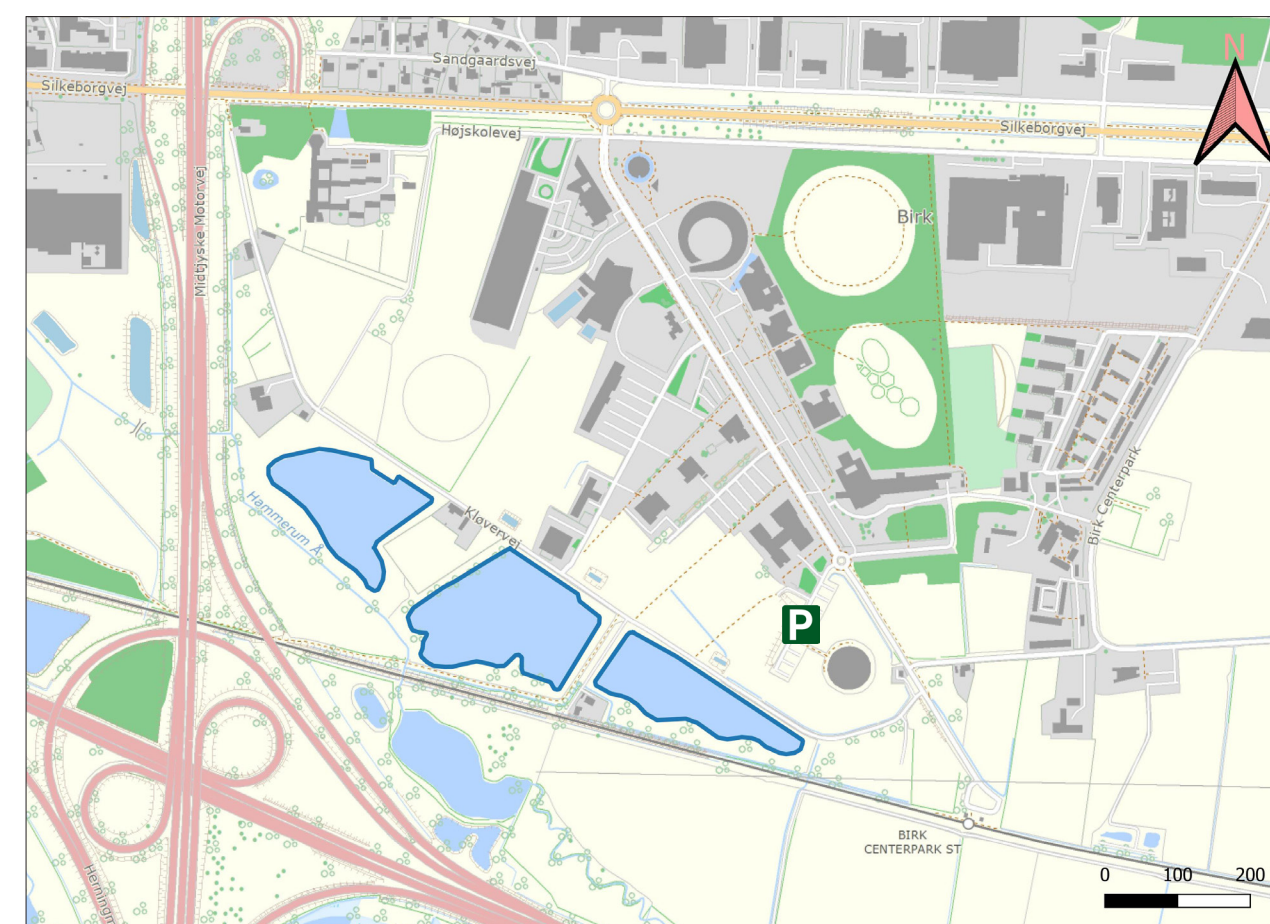 N
Sandgaardsvej
Silkeborgvej
Silkeborgvej
Højskolevej
Midtjyske Motorvej
Birk
Birk Centerpark
Hammerum Å
Kløvervej
P
BIRK
CENTERPARK ST
0 100 200